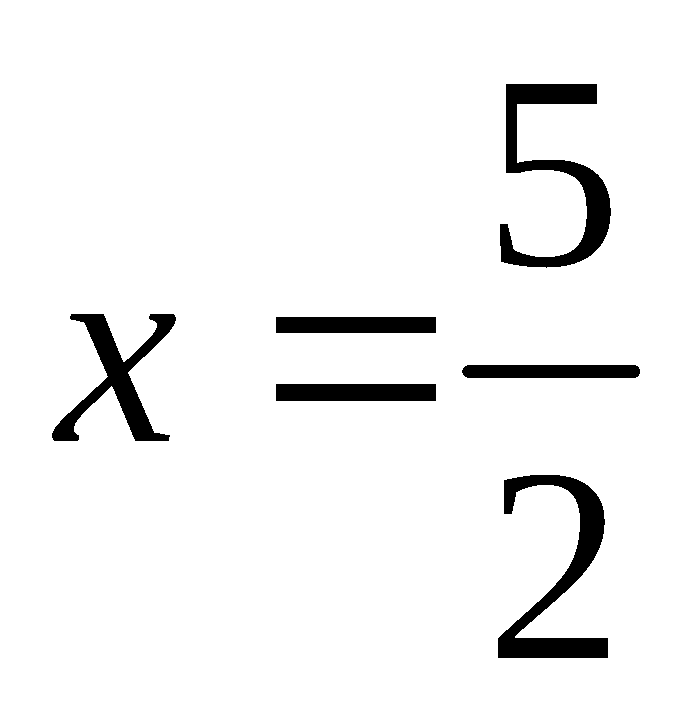 x = 5/2